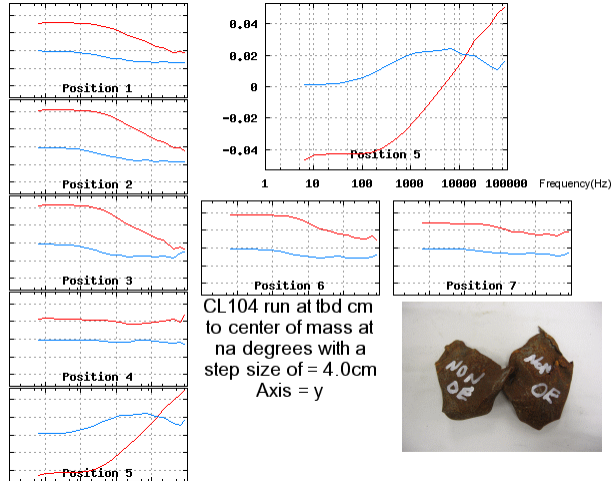 Position 1
Position 2
Position 3
Position 4
Position 5
0.04
0.02
0
-0.02
-0.04
Position 5
1 10 100 1000 10000 100000 Frequency(Hz)
Position 6
Position 7
CL104 run at tbd cm
to center of mass at
na degrees with a
step size of = 4.0cm
Axis = y
NON
OE
NON
OE